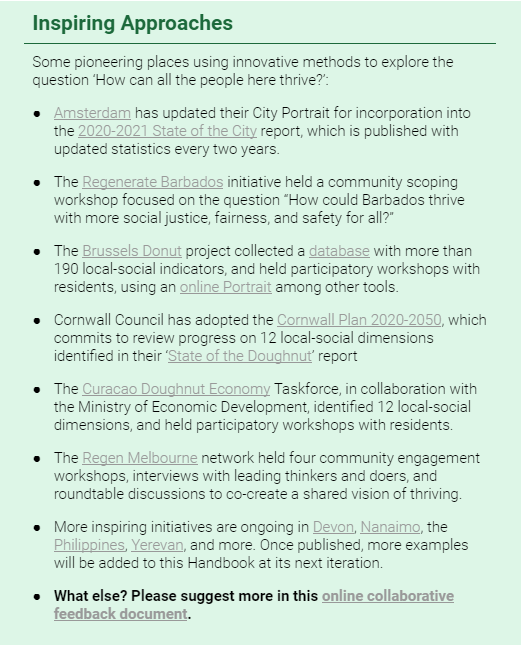 Inspiring Approaches
Some pioneering places using innovative methods to explore the
question ‘How can all the people here thrive?’:
● Amsterdam has updated their City Portrait for incorporation into
the 2020-2021 State of the City report, which is published with
updated statistics every two years.
● The Regenerate Barbados initiative held a community scoping
workshop focused on the question “How could Barbados thrive
with more social justice, fairness, and safety for all?”
● The Brussels Donut project collected a database with more than
190 local-social indicators, and held participatory workshops with
residents, using an online Portrait among other tools.
● Cornwall Council has adopted the Cornwall Plan 2020-2050, which
commits to review progress on 12 local-social dimensions
identified in their ‘State of the Doughnut’ report
● The Curacao Doughnut Economy Taskforce, in collaboration with
the Ministry of Economic Development, identified 12 local-social
dimensions, and held participatory workshops with residents.
● The Regen Melbourne network held four community engagement
workshops, interviews with leading thinkers and doers, and
roundtable discussions to co-create a shared vision of thriving.
● More inspiring initiatives are ongoing in Devon, Nanaimo, the
Philippines, Yerevan, and more. Once published, more examples
will be added to this Handbook at its next iteration.
● What else? Please suggest more in this online collaborative
feedback document.